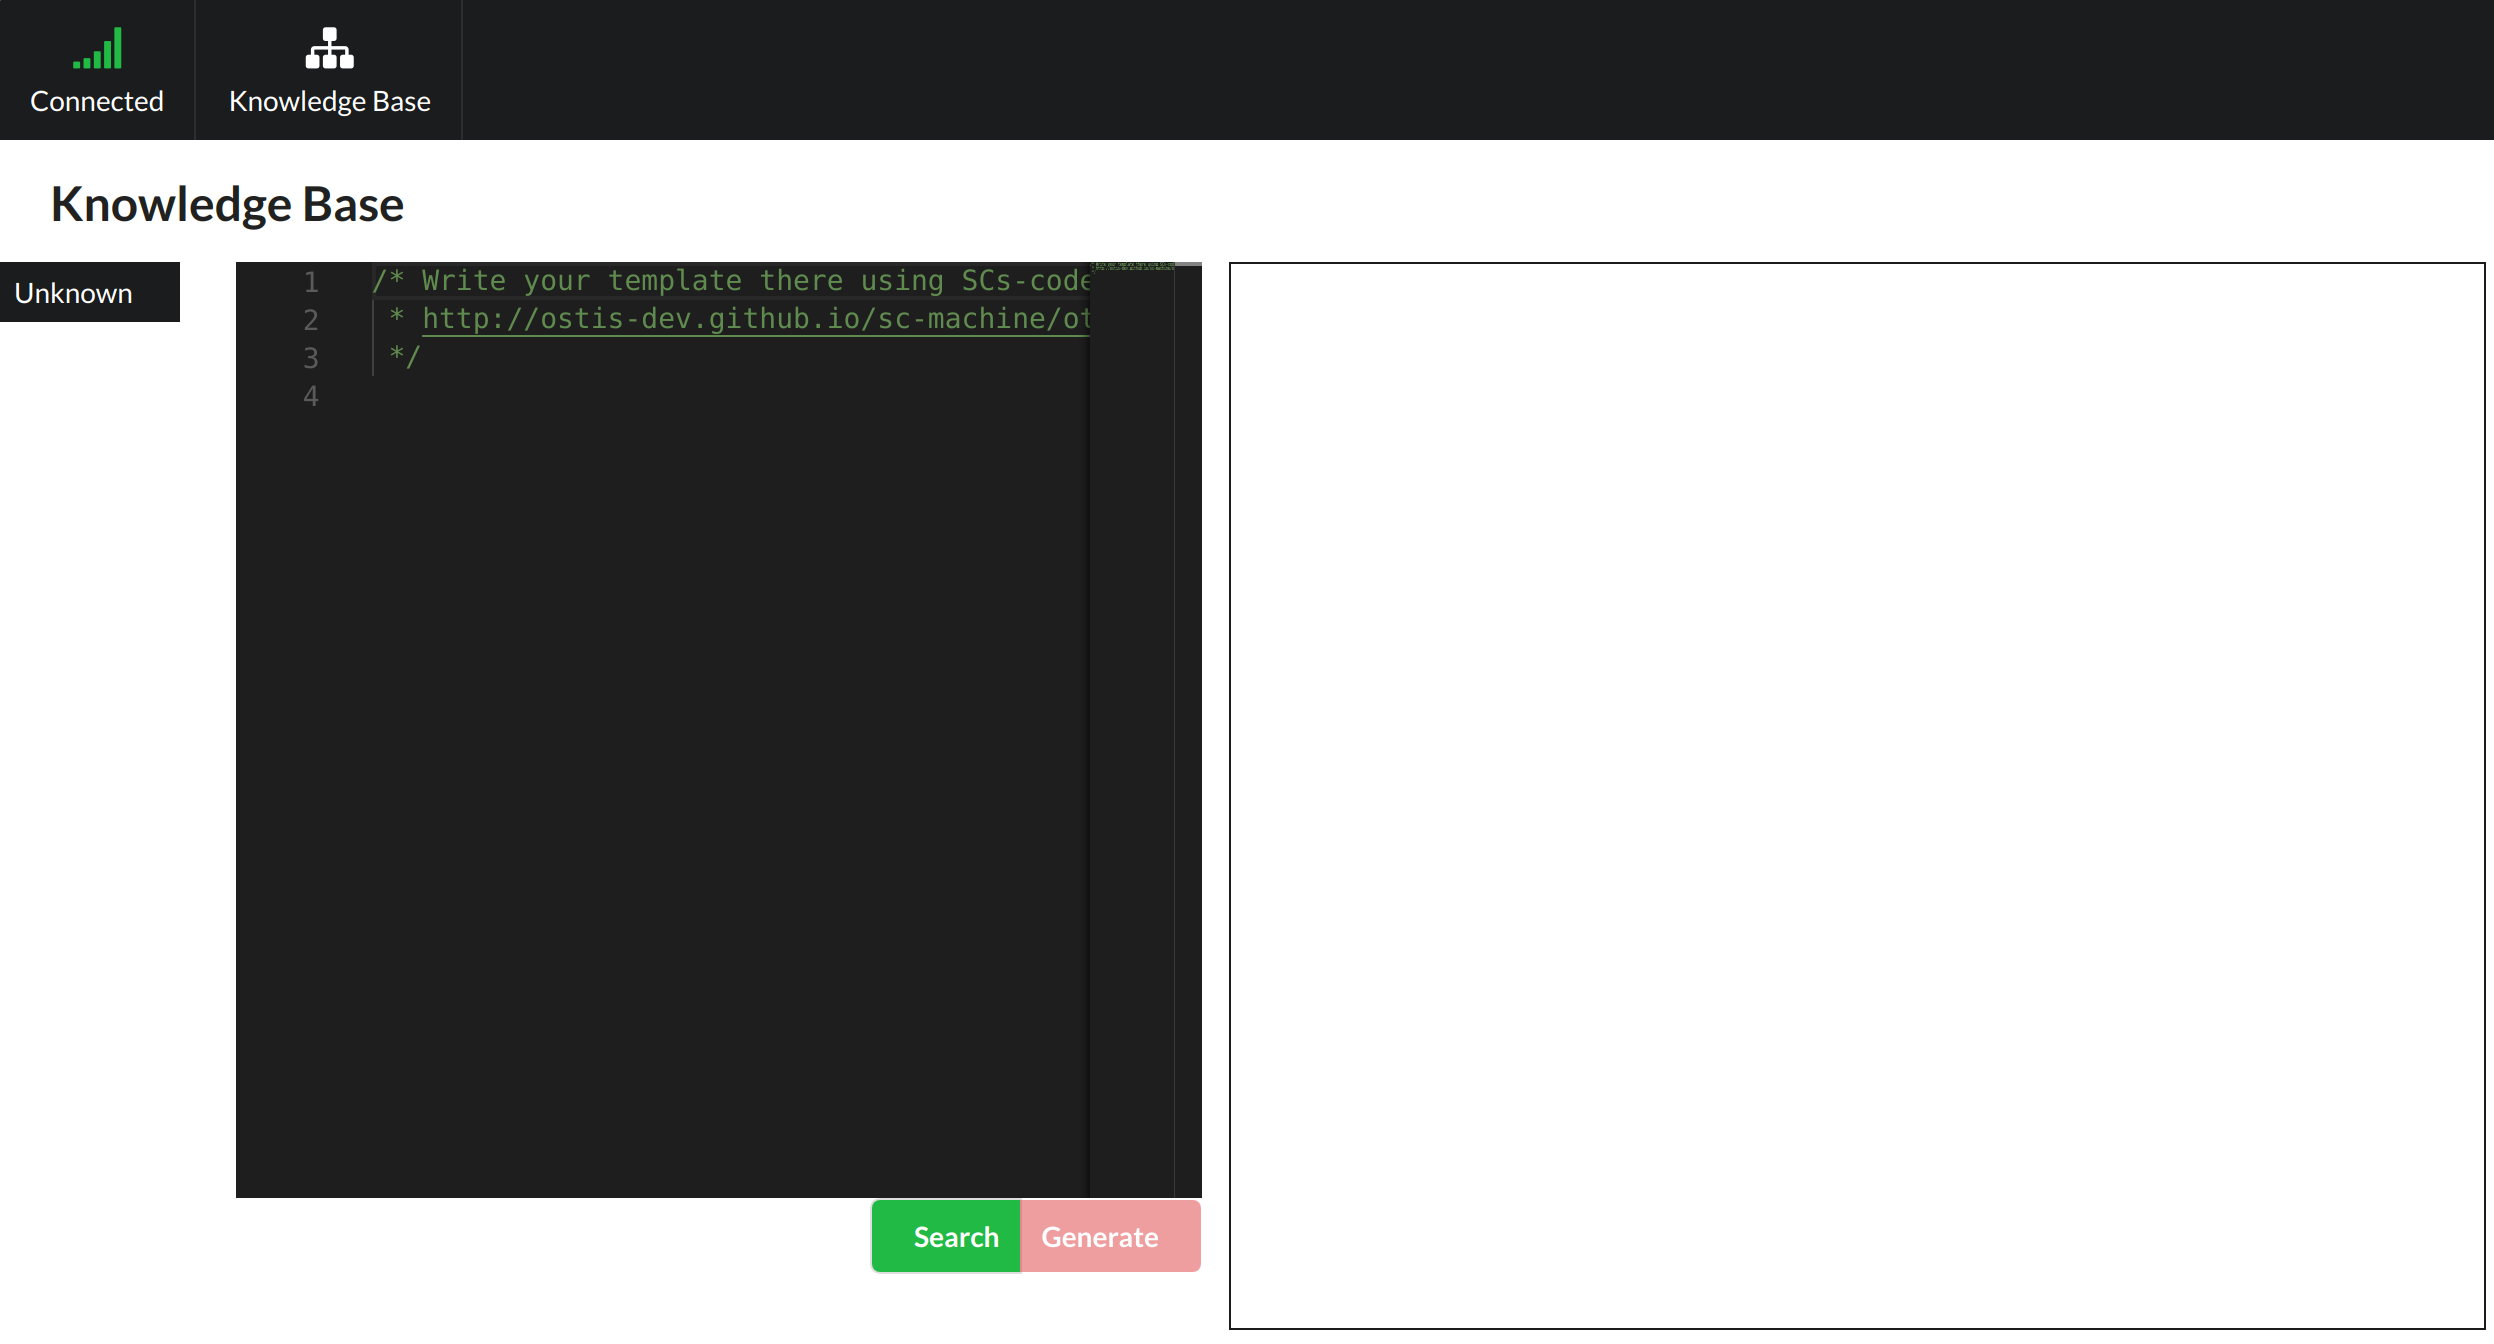 Connected
Knowledge Base
Knowledge Base
Unknown
1 /* Write your template there using SCs-code
2 * http://ostis-dev.github.io/sc-machine/ot
3 */
4
Search
Generate